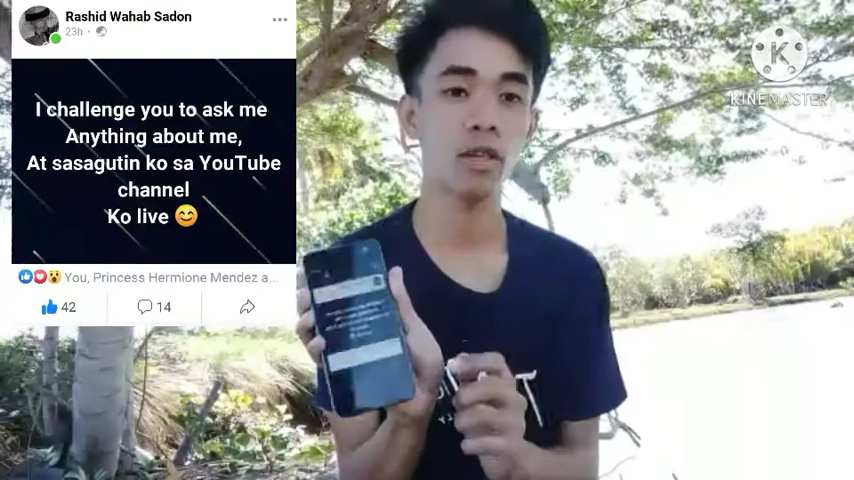 Rashid Wahab Sadon
23h
I challenge you to ask me
Anything about me,
At sasagutin ko sa YouTube
channel
Ko live 😊
You, Princess Hermione Mendez a...
42
14
K
KINEMASTER